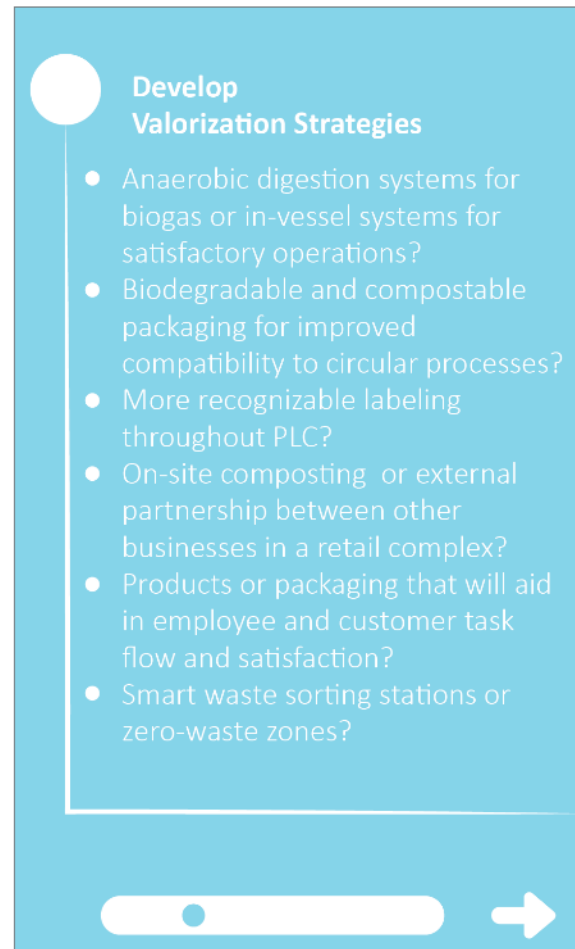 Develop
Valorization Strategies
● Anaerobic digestion systems for
biogas or in-vessel systems for
satisfactory operations?
● Biodegradable and compostable
packaging for improved
compatibility to circular processes?
● More recognizable labeling
throughout PLC?
● On-site composting  or external
partnership between other
businesses in a retail complex?
● Products or packaging that will aid
in employee and customer task
flow and satisfaction?
● Smart waste sorting stations or
zero-waste zones?